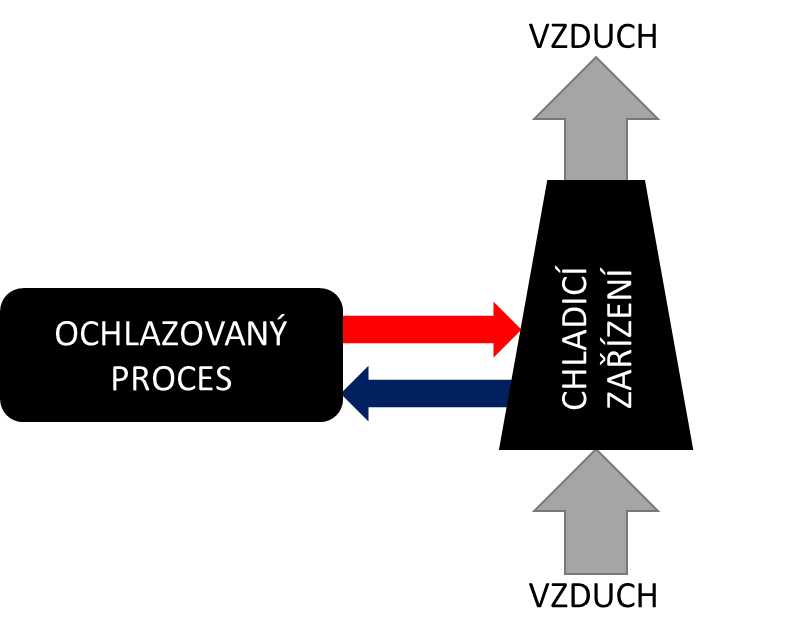 VZDUCH
OCHLAZOVANÝ
PROCES
CHLADICÍ
ZAŘÍZENÍ
VZDUCH